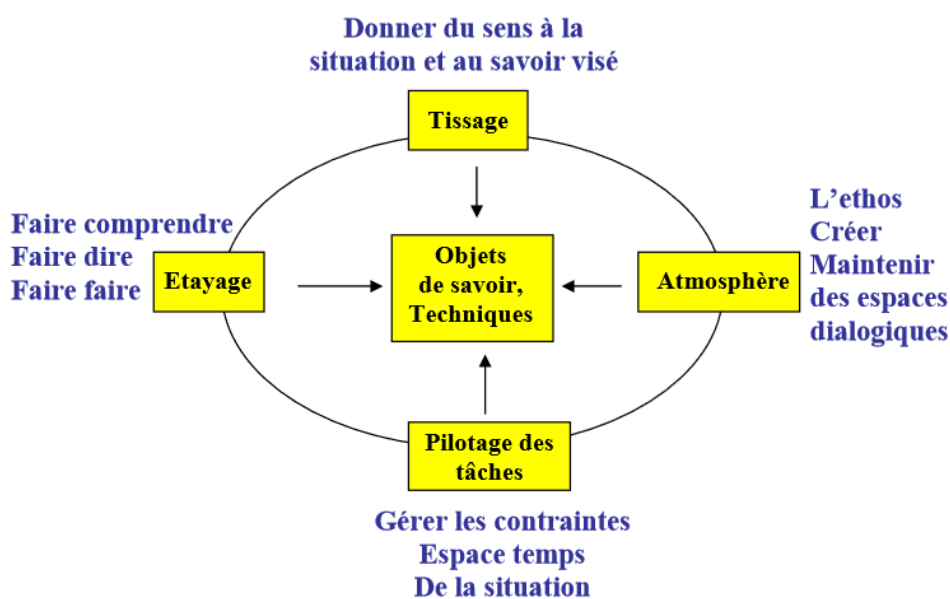 Donner du sens à la
situation et au savoir visé
Tissage
Faire comprendre
Faire dire
Faire faire
Etayage
Objets
de savoir,
Techniques
Atmosphère
L'ethos
Créer
Maintenir
des espaces
dialogiques
Pilotage des
tâches
Gérer les contraintes
Espace temps
De la situation